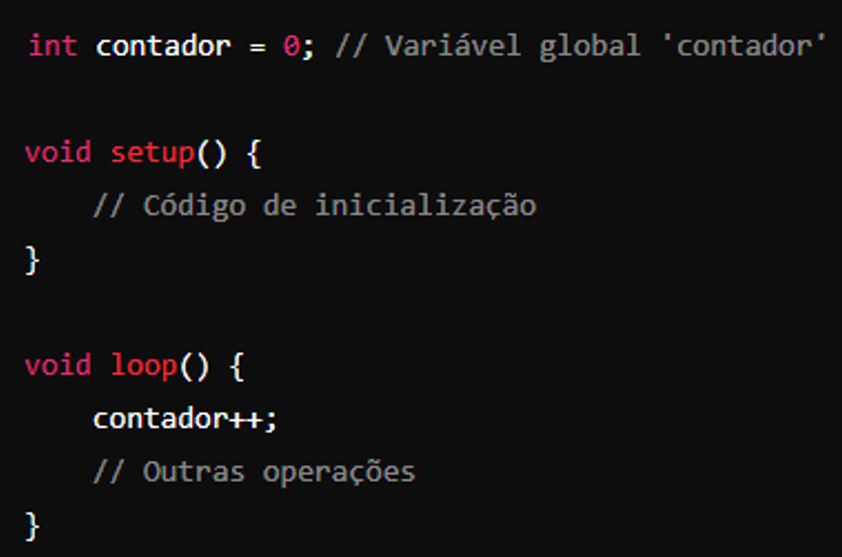 int contador = 0; // Variável global 'contador'
void setup() {
// Código de inicialização
}
void loop() {
contador++;
// Outras operações
}